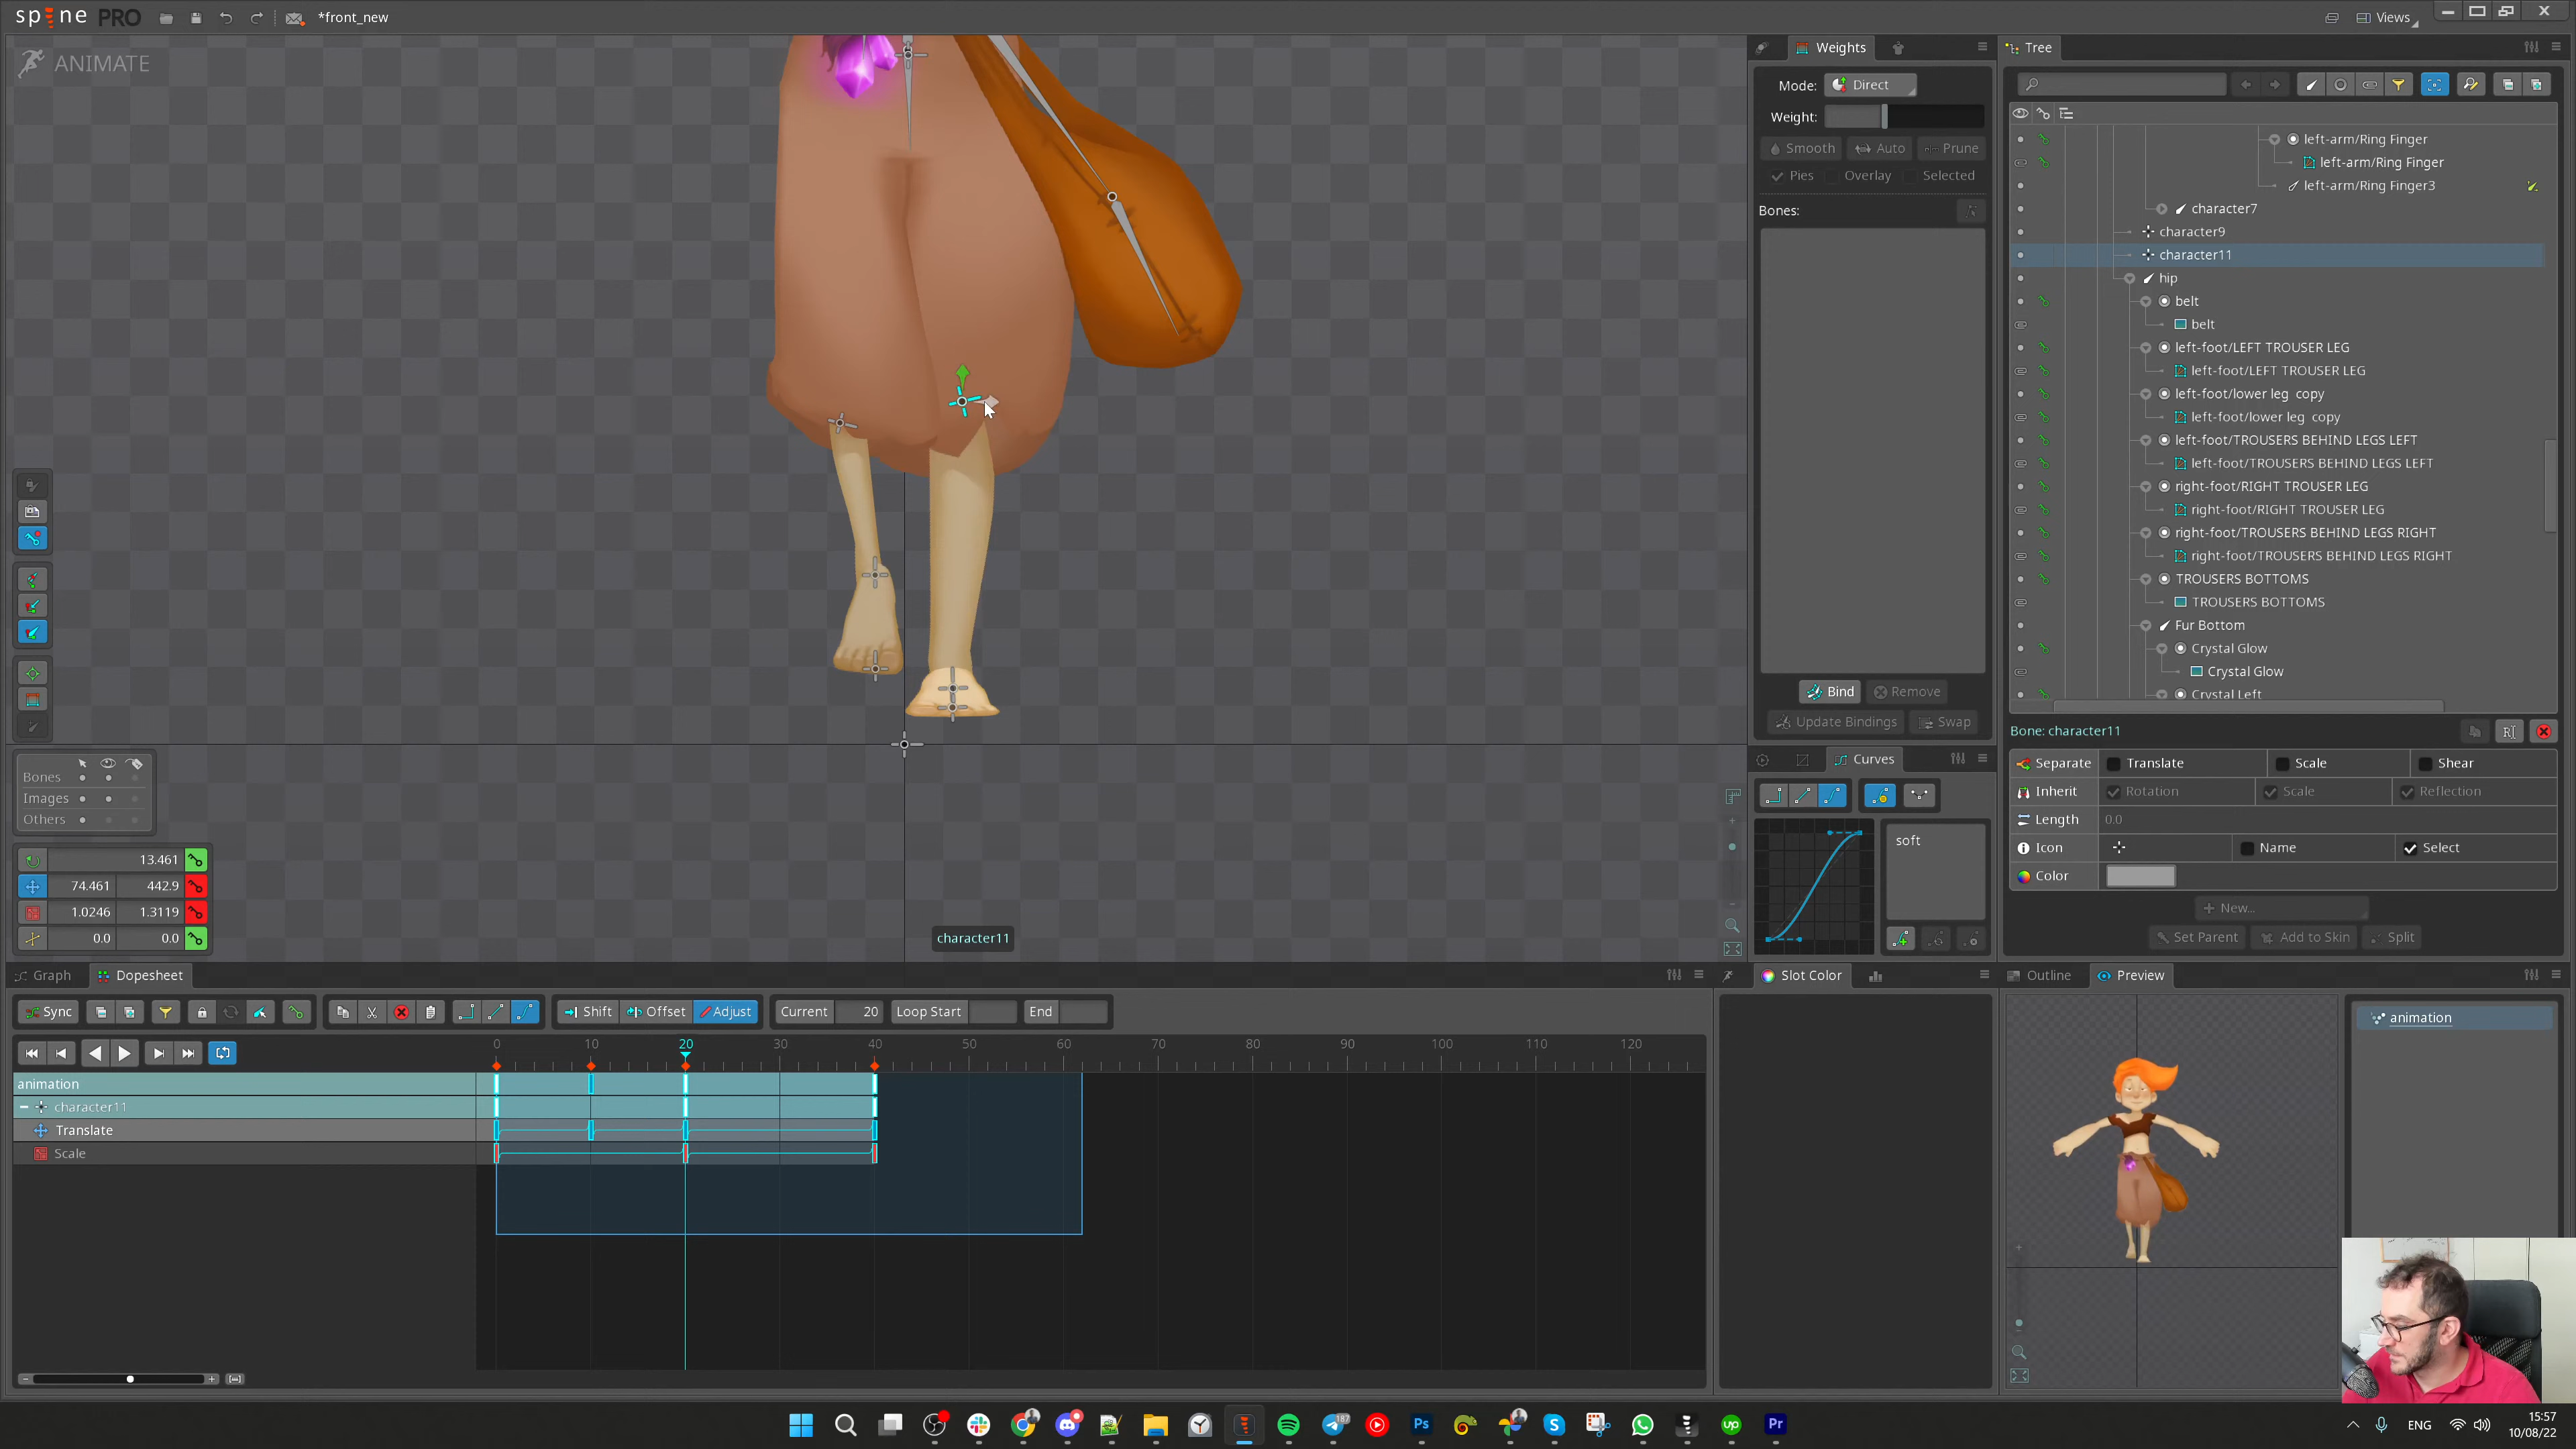 spine PRO
*front_new
Views
ANIMATE
Weights
Tree
Mode:
Direct
Weight:
Smooth
Auto
Prune
Pies
Overlay
Selected
Bones:
left-arm/Ring Finger
left-arm/Ring Finger
left-arm/Ring Finger3
character7
character9
character11
hip
belt
belt
left-foot/LEFT TROUSER LEG
left-foot/LEFT TROUSER LEG
left-foot/lower leg copy
left-foot/lower leg copy
left-foot/TROUSERS BEHIND LEGS LEFT
left-foot/TROUSERS BEHIND LEGS LEFT
right-foot/RIGHT TROUSER LEG
right-foot/RIGHT TROUSER LEG
right-foot/TROUSERS BEHIND LEGS RIGHT
right-foot/TROUSERS BEHIND LEGS RIGHT
TROUSERS BOTTOMS
TROUSERS BOTTOMS
Fur Bottom
Crystal Glow
Crystal Glow
Crystal Left
Bind
Remove
Update Bindings
Swap
Bone: character11
Separate
Translate
Scale
Shear
Inherit
Rotation
Scale
Reflection
Length
0.0
Icon
Name
Select
Color
New...
Set Parent
Add to Skin
Split
Curves
soft
Bones
Images
Others
13.461
74.461 442.9
1.0246 1.3119
0.0 0.0
character11
Graph
Dopesheet
Sync
Shift
Offset
Adjust
Current 20
Loop Start
End
0 10 20 30 40 50 60 70 80 90 100 110 120
animation
character11
Translate
Scale
Slot Color
Outline
Preview
animation
187
Ps
up
Pr
ENG
15:57
10/08/22